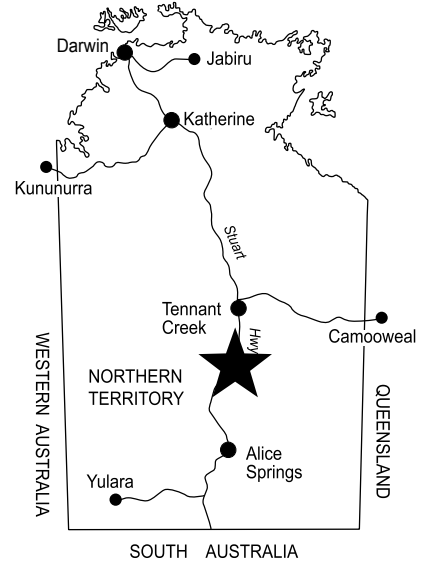 Darwin
Jabiru
Katherine
Kununurra
Stuart
Tennant
Creek
Hwy
Camooweal
WESTERN AUSTRALIA
NORTHERN
TERRITORY
QUEENSLAND
Alice
Springs
Yulara
SOUTH AUSTRALIA